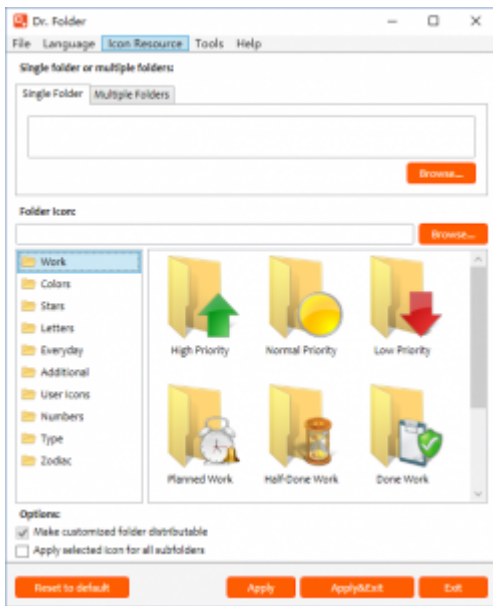 Dr. Folder
File Language Icon Resource Tools Help
Single folder or multiple folders:
Single Folder Multiple Folders
Browse...
Folder Icon:
Browse...
Work
Colors
Stars
Letters
Everyday
Additional
User Icons
Numbers
Type
Zodiac
High Priority Normal Priority Low Priority
Planned Work Half-Done Work Done Work
Options:
Make customized folder distributable
Apply selected icon for all subfolders
Reset to default Apply Apply&Exit Exit